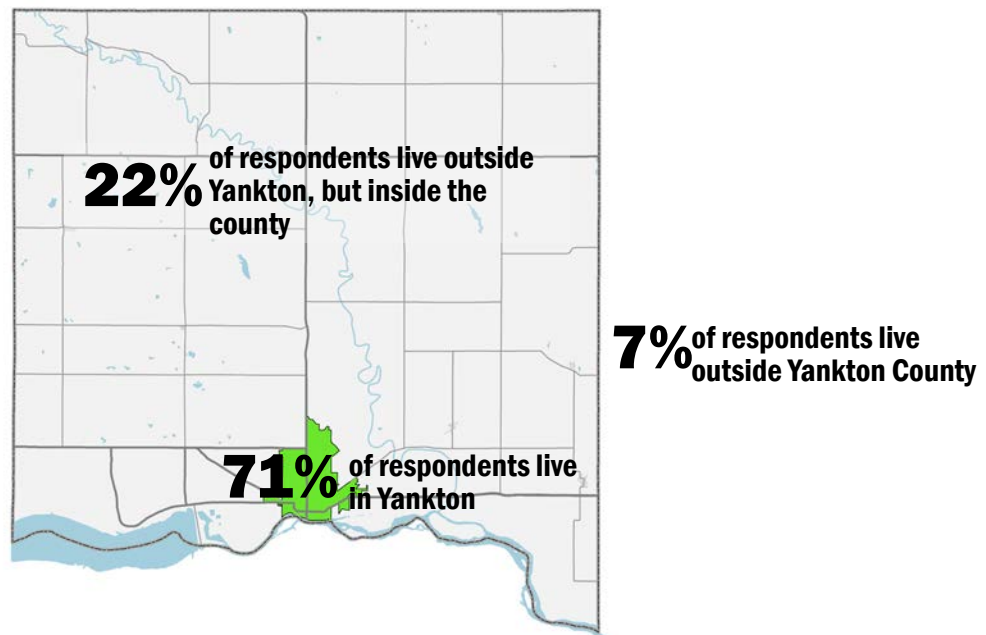 22% of respondents live outside
Yankton, but inside the
county
7% of respondents live
outside Yankton County
71% of respondents live
in Yankton